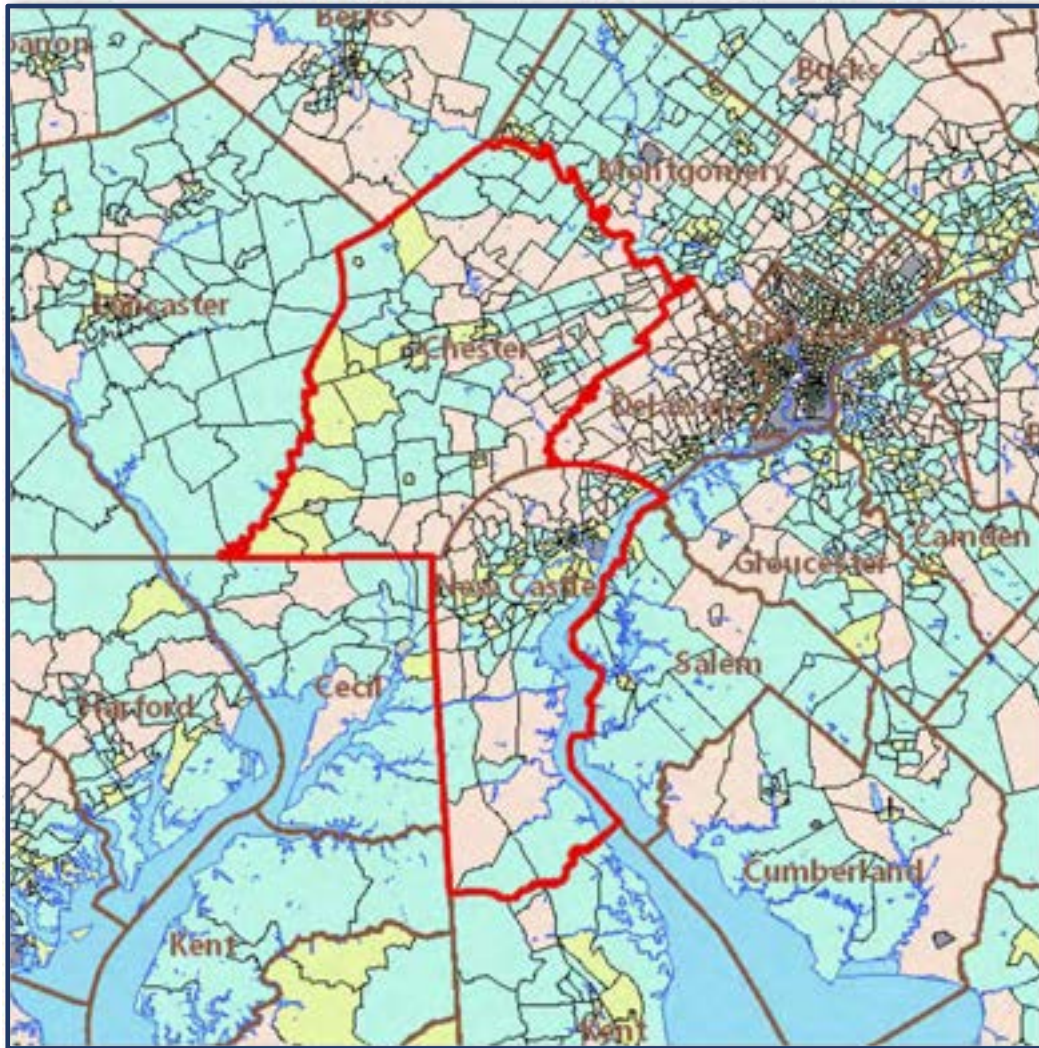 Berks
Bucks
Montgomery
Lancaster
Chester
Delaware
New Castle
Gloucester
Camden
Salem
Cecil
Harford
Cumberland
Kent
Kent